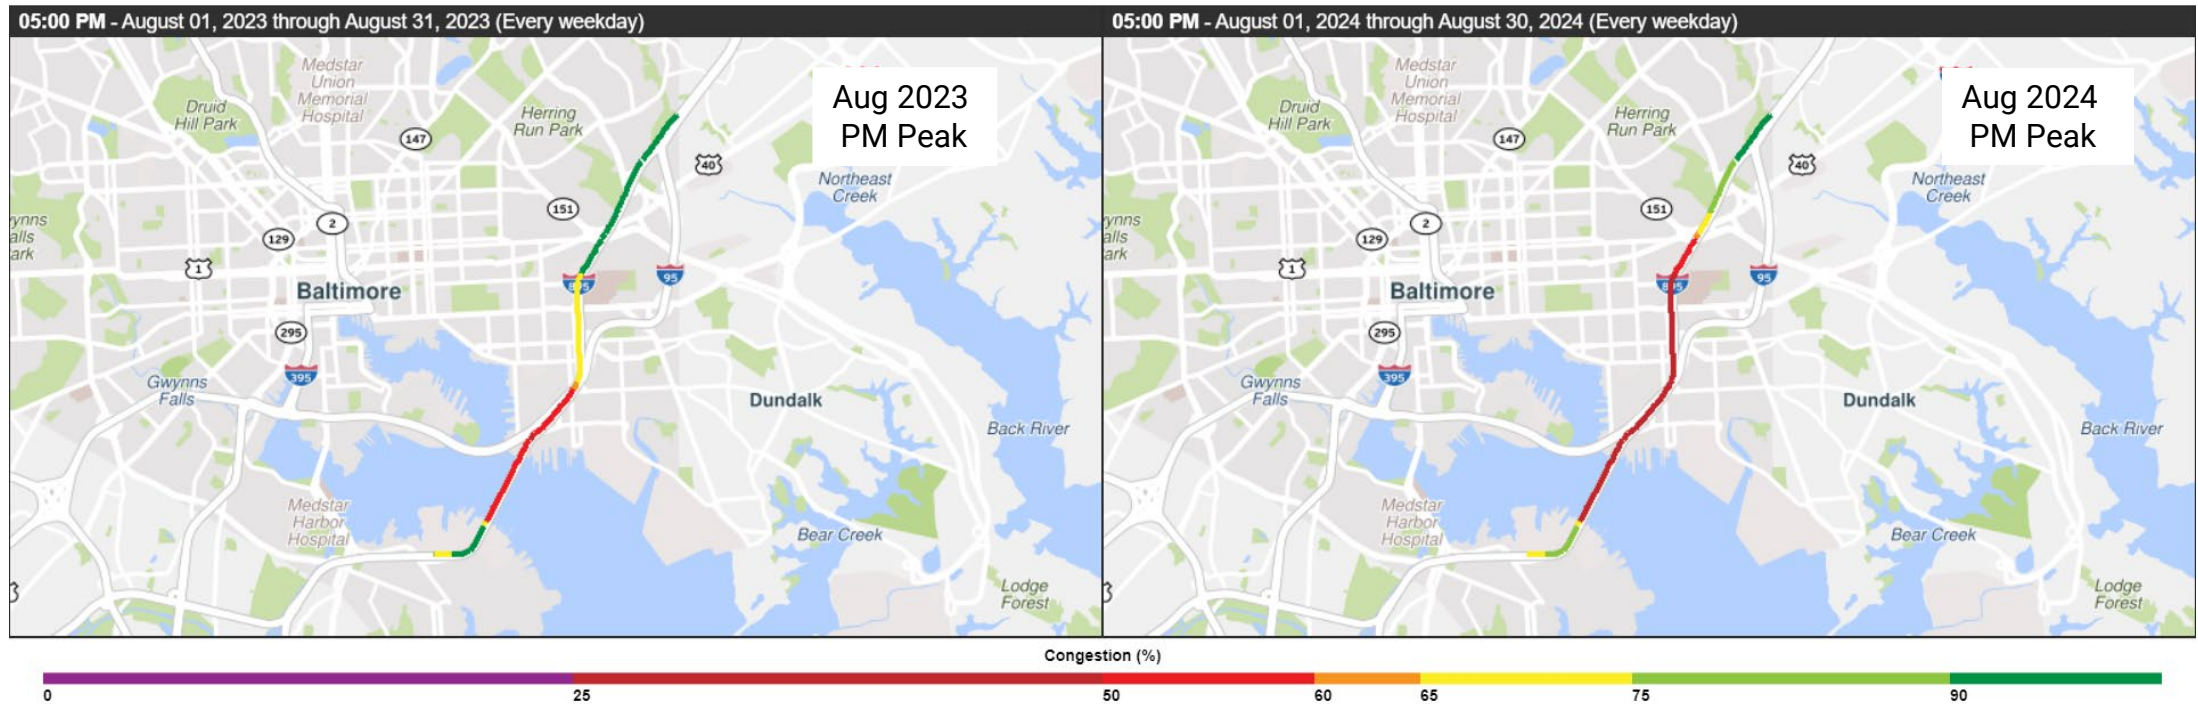 05:00 PM - August 01, 2023 through August 31, 2023 (Every weekday)
Medstar
Union
Memorial
Hospital
Druid
Hill Park
147
Herring
Run Park
Aug 2023
PM Peak
40
Northeast
Creek
151
2
129
1
Baltimore
95
295
395
Gwynns
Falls
Dundalk
Back River
Medstar
Harbor
Hospital
Bear Creek
Lodge
Forest
05:00 PM - August 01, 2024 through August 30, 2024 (Every weekday)
Medstar
Union
Memorial
Hospital
Druid
Hill Park
147
Herring
Run Park
Aug 2024
PM Peak
40
Northeast
Creek
151
2
129
1
Baltimore
95
295
395
Gwynns
Falls
Dundalk
Back River
Medstar
Harbor
Hospital
Bear Creek
Lodge
Forest
Congestion (%)
0 25 50 60 65 75 90